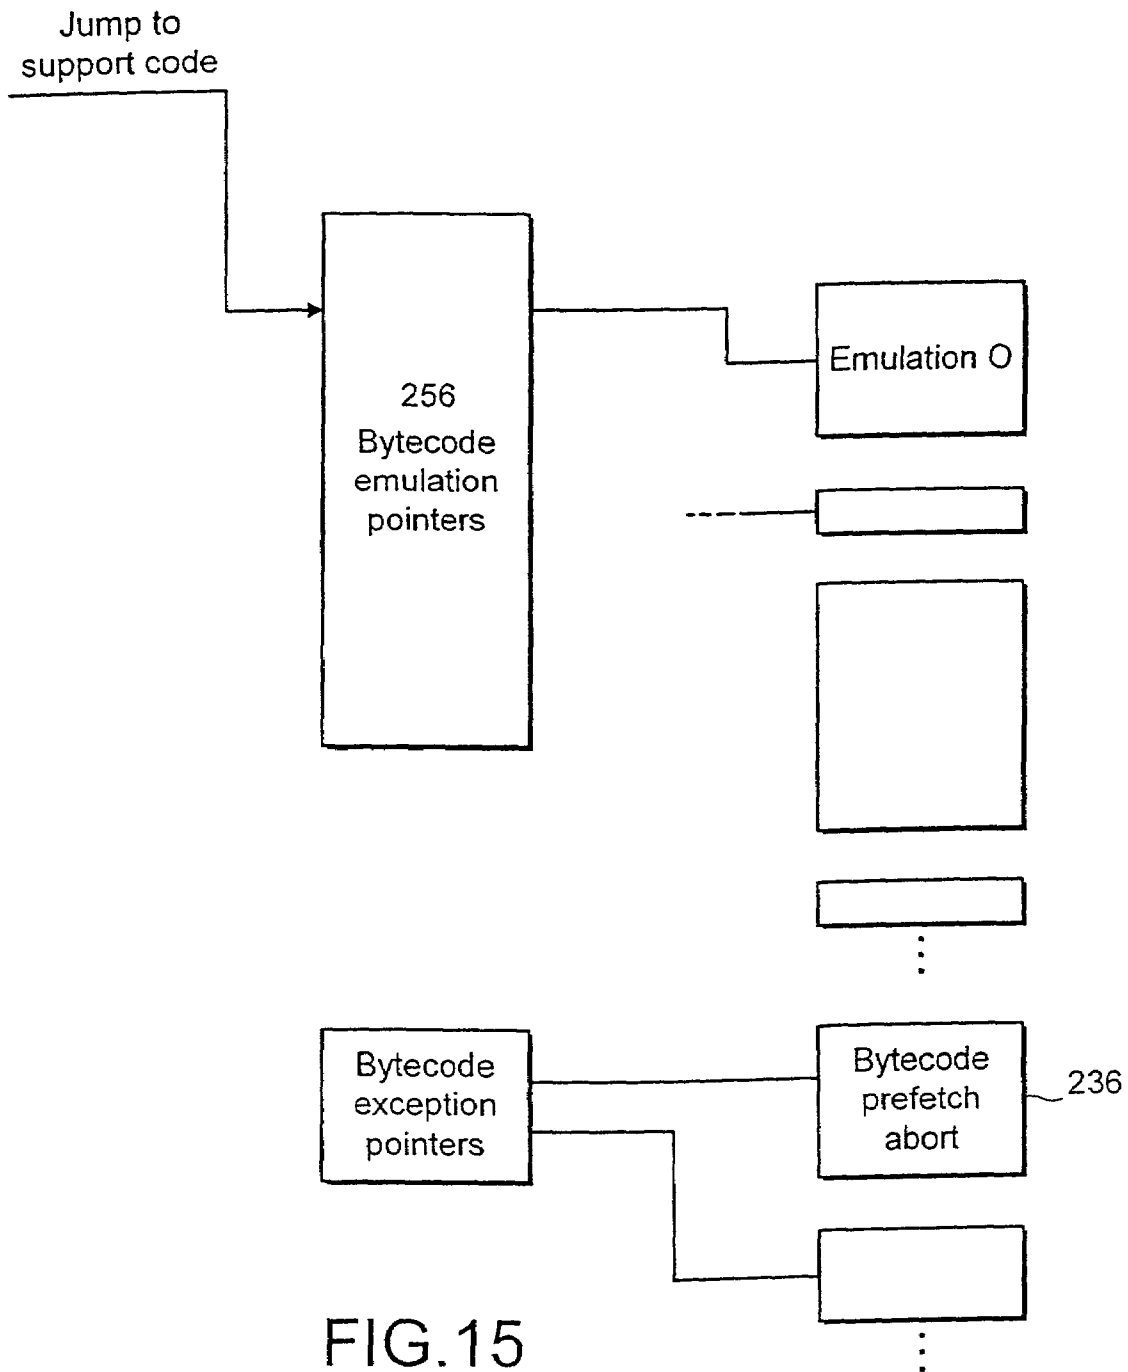 Jump to
support code
256
Bytecode
emulation
pointers
Emulation O
Bytecode
exception
pointers
Bytecode
prefetch
abort
236
FIG.15